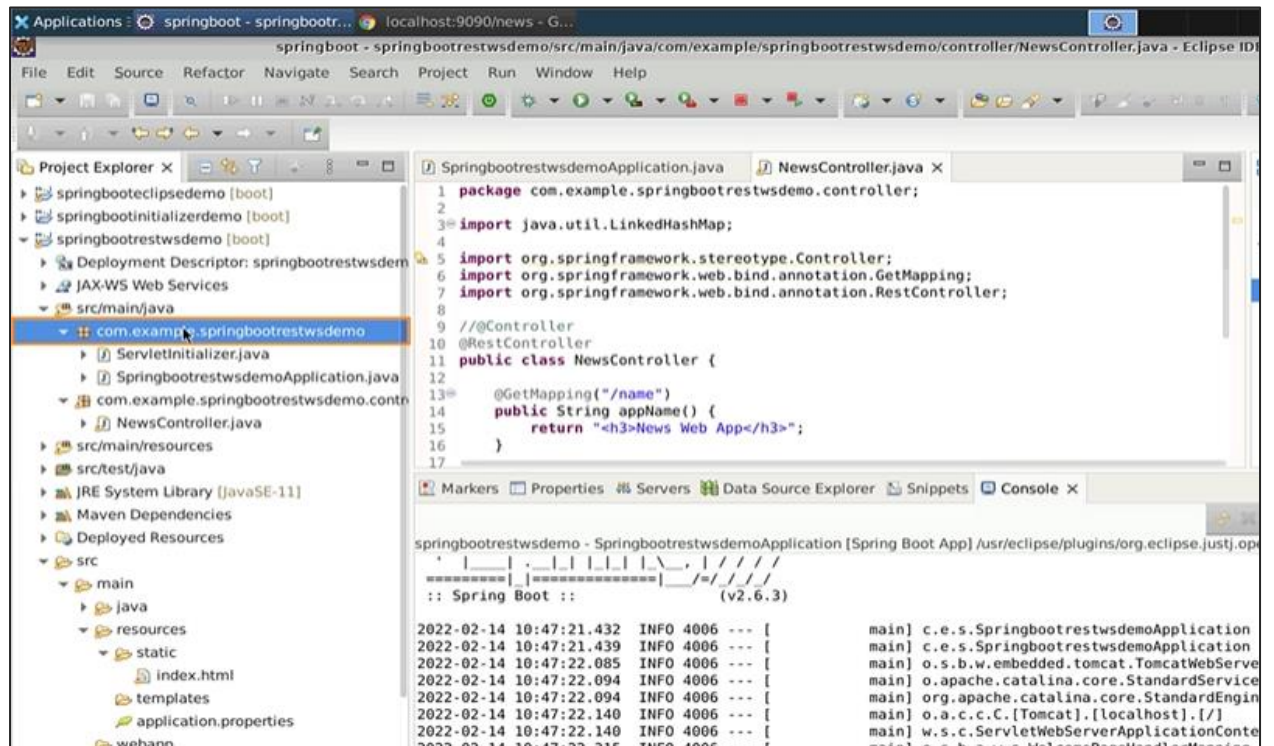 Applications : springboot - springbootr... localhost:9090/news - G...
springboot - springbootrestwsdemo/src/main/java/com/example/springbootrestwsdemo/controller/NewsController.java - Eclipse IDE
File Edit Source Refactor Navigate Search Project Run Window Help
Project Explorer
springbooteclipsedemo [boot]
springbootinitializerdemo [boot]
springbootrestwsdemo [boot]
Deployment Descriptor: springbootrestwsdem
JAX-WS Web Services
src/main/java
com.example.springbootrestwsdemo
ServletInitializer.java
SpringbootrestwsdemoApplication.java
com.example.springbootrestwsdemo.contr
NewsController.java
src/main/resources
src/test/java
JRE System Library [JavaSE-11]
Maven Dependencies
Deployed Resources
src
main
java
resources
static
index.html
templates
application.properties
webapp
SpringbootrestwsdemoApplication.java NewsController.java
1 package com.example.springbootrestwsdemo.controller;
2
3 import java.util.LinkedHashMap;
4
5 import org.springframework.stereotype.Controller;
6 import org.springframework.web.bind.annotation.GetMapping;
7 import org.springframework.web.bind.annotation.RestController;
8
9 //@Controller
10 @RestController
11 public class NewsController {
12
13 @GetMapping("/name")
14 public String appName() {
15 return "<h3>News Web App</h3>";
16 }
17
Markers Properties Servers Data Source Explorer Snippets Console
springbootrestwsdemo - SpringbootrestwsdemoApplication [Spring Boot App] /usr/eclipse/plugins/org.eclipse.justj.ope
' |____| .__|_| |_|_| |_\__, | / / / /
=========|_|==============|___/=/_/_/_/
:: Spring Boot :: (v2.6.3)
2022-02-14 10:47:21.432 INFO 4006 --- [ main] c.e.s.SpringbootrestwsdemoApplication
2022-02-14 10:47:21.439 INFO 4006 --- [ main] c.e.s.SpringbootrestwsdemoApplication
2022-02-14 10:47:22.085 INFO 4006 --- [ main] o.s.b.w.embedded.tomcat.TomcatWebServe
2022-02-14 10:47:22.094 INFO 4006 --- [ main] o.apache.catalina.core.StandardService
2022-02-14 10:47:22.094 INFO 4006 --- [ main] org.apache.catalina.core.StandardEngin
2022-02-14 10:47:22.140 INFO 4006 --- [ main] o.a.c.c.C.[Tomcat].[localhost].[/]
2022-02-14 10:47:22.140 INFO 4006 --- [ main] w.s.c.ServletWebServerApplicationConte